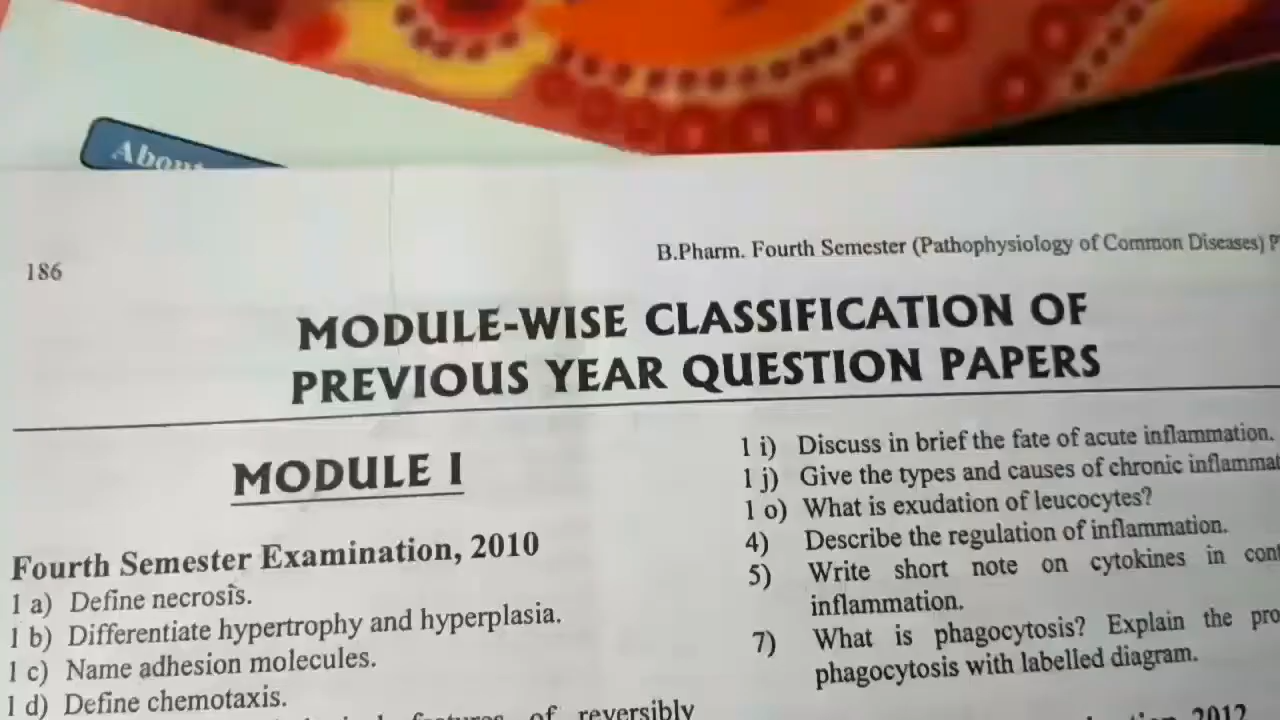 186
B.Pharm. Fourth Semester (Pathophysiology of Common Diseases)
MODULE-WISE CLASSIFICATION OF
PREVIOUS YEAR QUESTION PAPERS
MODULE I
Fourth Semester Examination, 2010
1 a) Define necrosis.
1 b) Differentiate hypertrophy and hyperplasia.
1 c) Name adhesion molecules.
1 d) Define chemotaxis.
of reversibly
1 i) Discuss in brief the fate of acute inflammation.
1 j) Give the types and causes of chronic
1 o) What is exudation of leucocytes?
4) Describe the regulation of inflammation.
5) Write short note on cytokines in
inflammation.
7) What is phagocytosis? Explain the
phagocytosis with labelled diagram.
2012